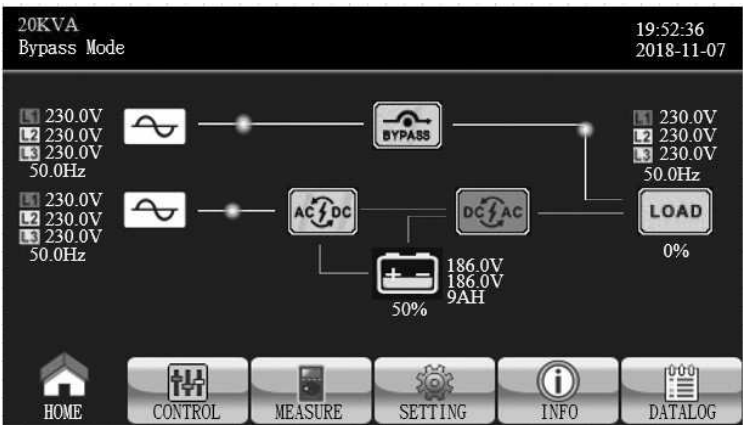 20KVA
Bypass Mode
19:52:36
2018-11-07
L1 230.0V
L2 230.0V
L3 230.0V
50.0Hz
BYPASS
L1 230.0V
L2 230.0V
L3 230.0V
50.0Hz
L1 230.0V
L2 230.0V
L3 230.0V
50.0Hz
AC DC
DC AC
LOAD
0%
186.0V
186.0V
9AH
50%
HOME
CONTROL
MEASURE
SETTING
INFO
DATALOG